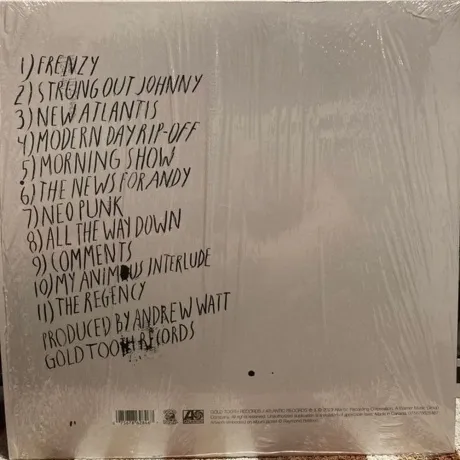 1) FRENZY
2) STRUNG OUT JOHNNY
3) NEW ATLANTIS
4) MODERN DAY RIP-OFF
5) MORNING SHOW
6) THE NEWS FOR ANDY
7) NEO PUNK
8) ALL THE WAY DOWN
9) COMMENTS
10) MY ANIMUS INTERLUDE
11) THE REGENCY
PRODUCED BY ANDREW WATT
GOLD TOOTH RECORDS